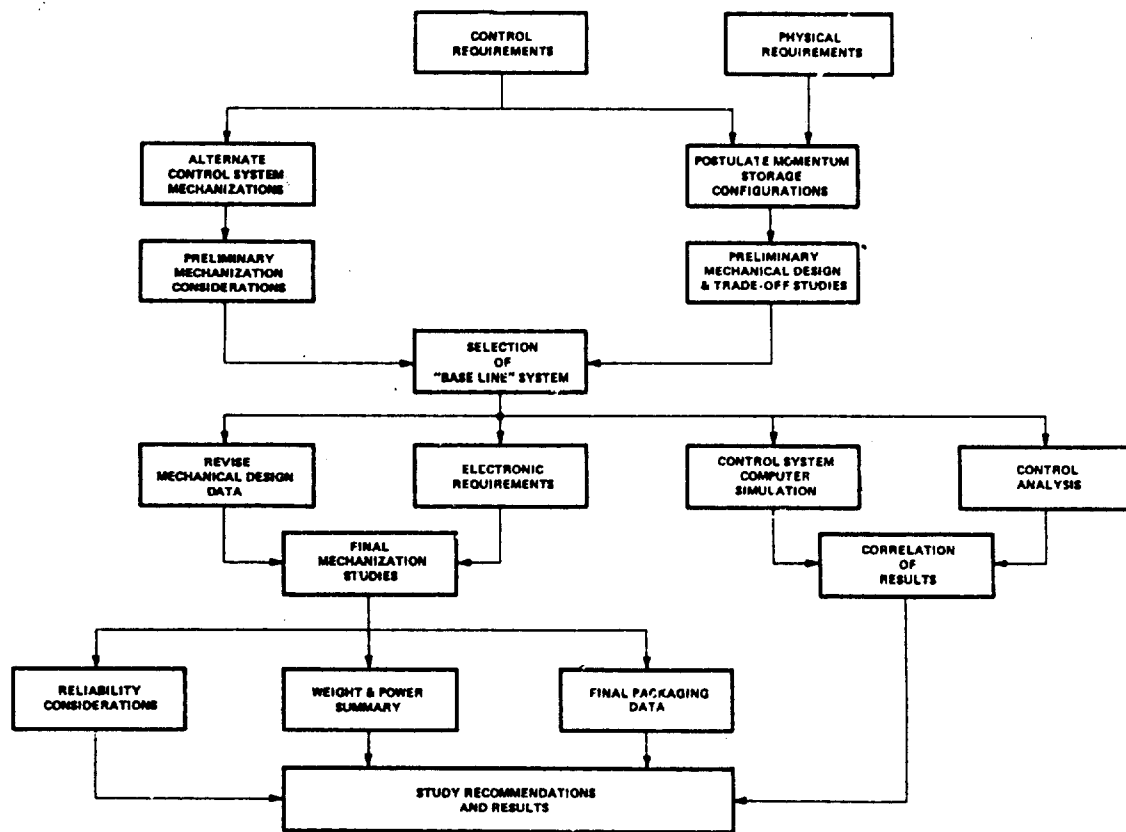 CONTROL
REQUIREMENTS
PHYSICAL
REQUIREMENTS
ALTERNATE
CONTROL SYSTEM
MECHANIZATIONS
POSTULATE MOMENTUM
STORAGE
CONFIGURATIONS
PRELIMINARY
MECHANIZATION
CONSIDERATIONS
PRELIMINARY
MECHANICAL DESIGN
& TRADE-OFF STUDIES
SELECTION
OF
"BASE LINE" SYSTEM
REVISE
MECHANICAL DESIGN
DATA
ELECTRONIC
REQUIREMENTS
CONTROL SYSTEM
COMPUTER
SIMULATION
CONTROL
ANALYSIS
FINAL
MECHANIZATION
STUDIES
CORRELATION
OF
RESULTS
RELIABILITY
CONSIDERATIONS
WEIGHT & POWER
SUMMARY
FINAL PACKAGING
DATA
STUDY RECOMMENDATIONS
AND RESULTS